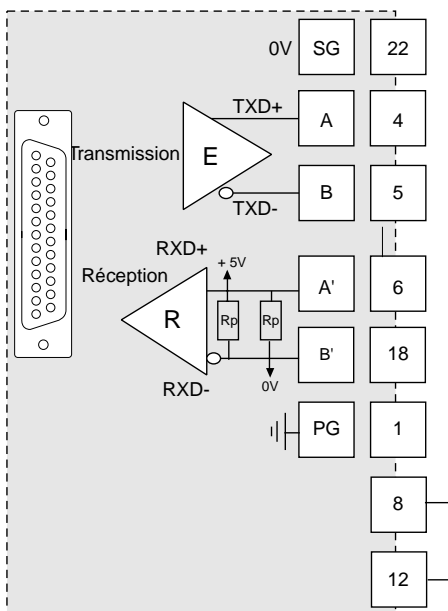 0V SG 22
TXD+ A 4
Transmission E
TXD- B 5
RXD+
+ 5V A' 6
Réception
R Rp Rp
B' 18
RXD- 0V
PG 1
8
12